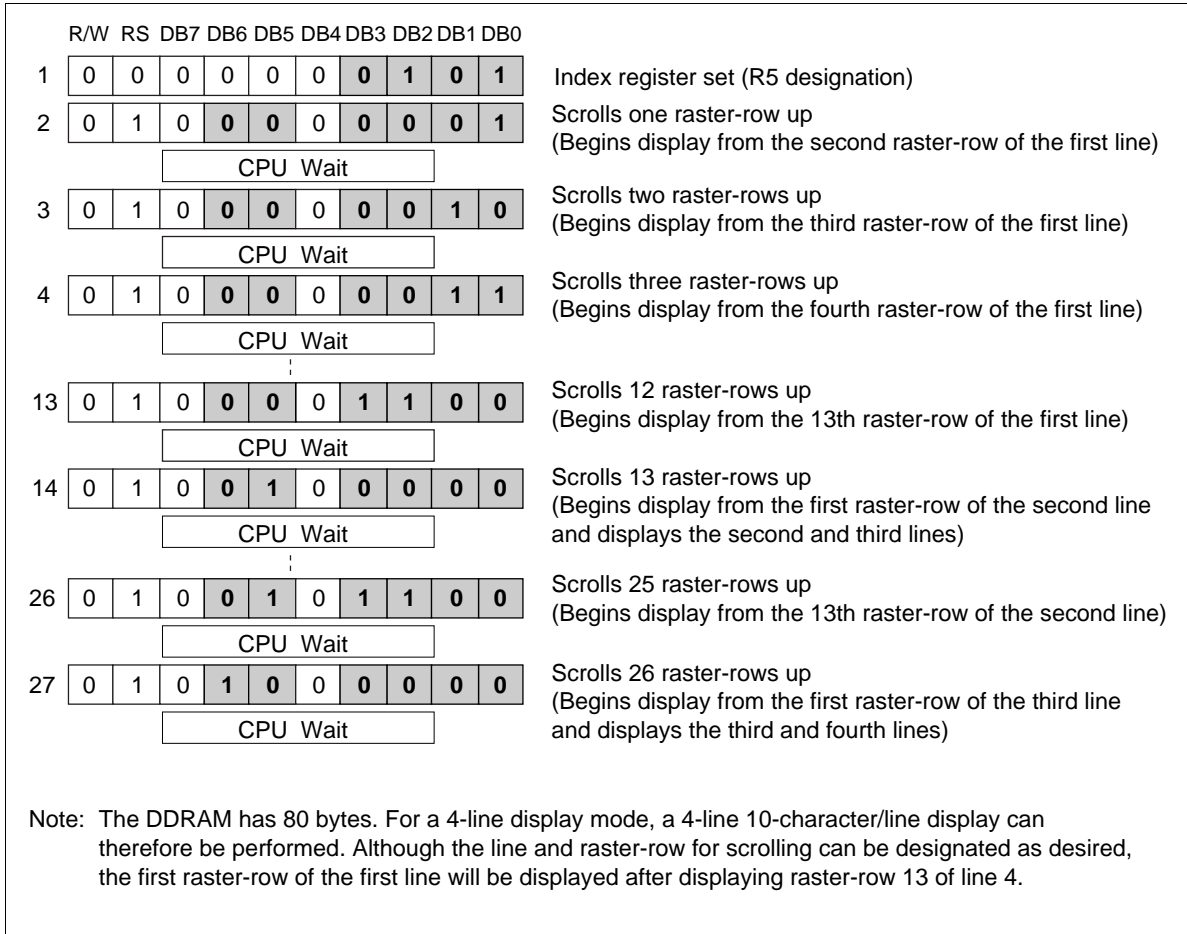 R/W RS DB7 DB6 DB5 DB4 DB3 DB2 DB1 DB0
1 0 0 0 0 0 0 0 1 0 1 Index register set (R5 designation)
2 0 1 0 0 0 0 0 0 0 1 Scrolls one raster-row up
(Begins display from the second raster-row of the first line)
CPU Wait
3 0 1 0 0 0 0 0 0 1 0 Scrolls two raster-rows up
(Begins display from the third raster-row of the first line)
CPU Wait
4 0 1 0 0 0 0 0 0 1 1 Scrolls three raster-rows up
(Begins display from the fourth raster-row of the first line)
CPU Wait
13 0 1 0 0 0 0 1 1 0 0 Scrolls 12 raster-rows up
(Begins display from the 13th raster-row of the first line)
CPU Wait
14 0 1 0 0 1 0 0 0 0 0 Scrolls 13 raster-rows up
(Begins display from the first raster-row of the second line
and displays the second and third lines)
CPU Wait
26 0 1 0 0 1 0 1 1 0 0 Scrolls 25 raster-rows up
(Begins display from the 13th raster-row of the second line)
CPU Wait
27 0 1 0 1 0 0 0 0 0 0 Scrolls 26 raster-rows up
(Begins display from the first raster-row of the third line
and displays the third and fourth lines)
CPU Wait
Note: The DDRAM has 80 bytes. For a 4-line display mode, a 4-line 10-character/line display can
therefore be performed. Although the line and raster-row for scrolling can be designated as desired,
the first raster-row of the first line will be displayed after displaying raster-row 13 of line 4.